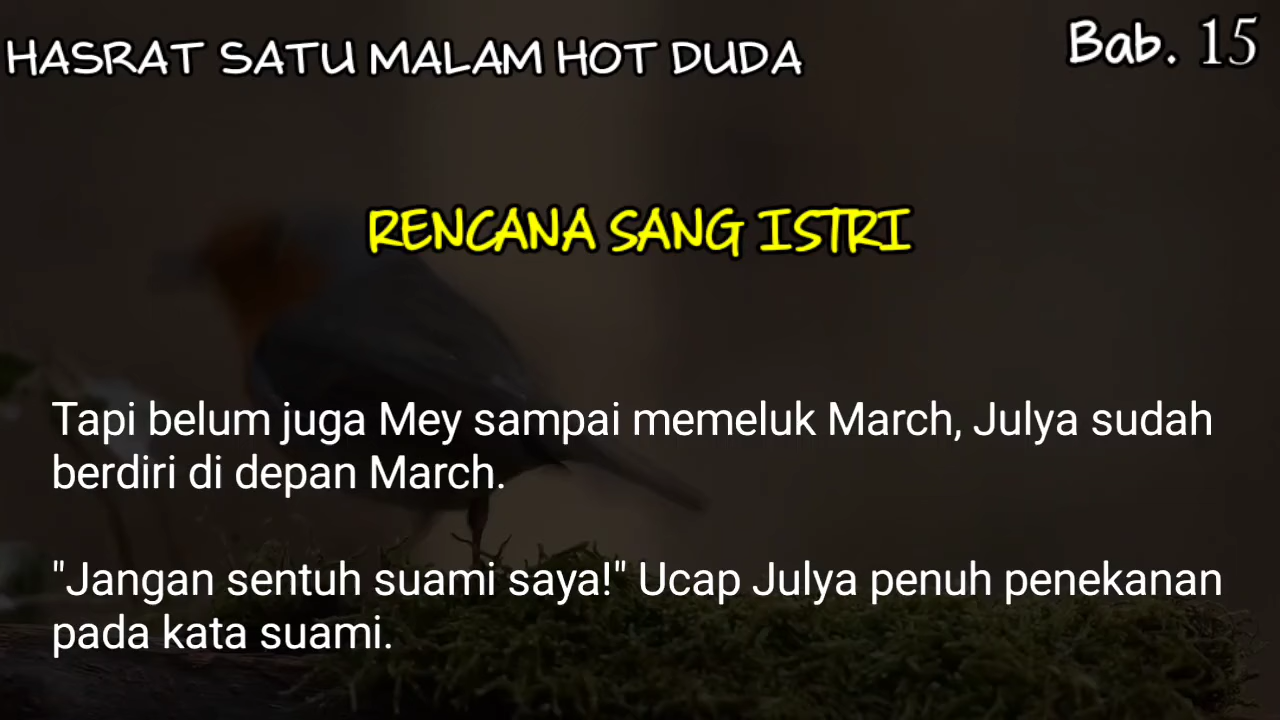 HASRAT SATU MALAM HOT DUDA
Bab. 15
RENCANA SANG ISTRI
Tapi belum juga Mey sampai memeluk March, Julya sudah
berdiri di depan March.
"Jangan sentuh suami saya!" Ucap Julya penuh penekanan
pada kata suami.